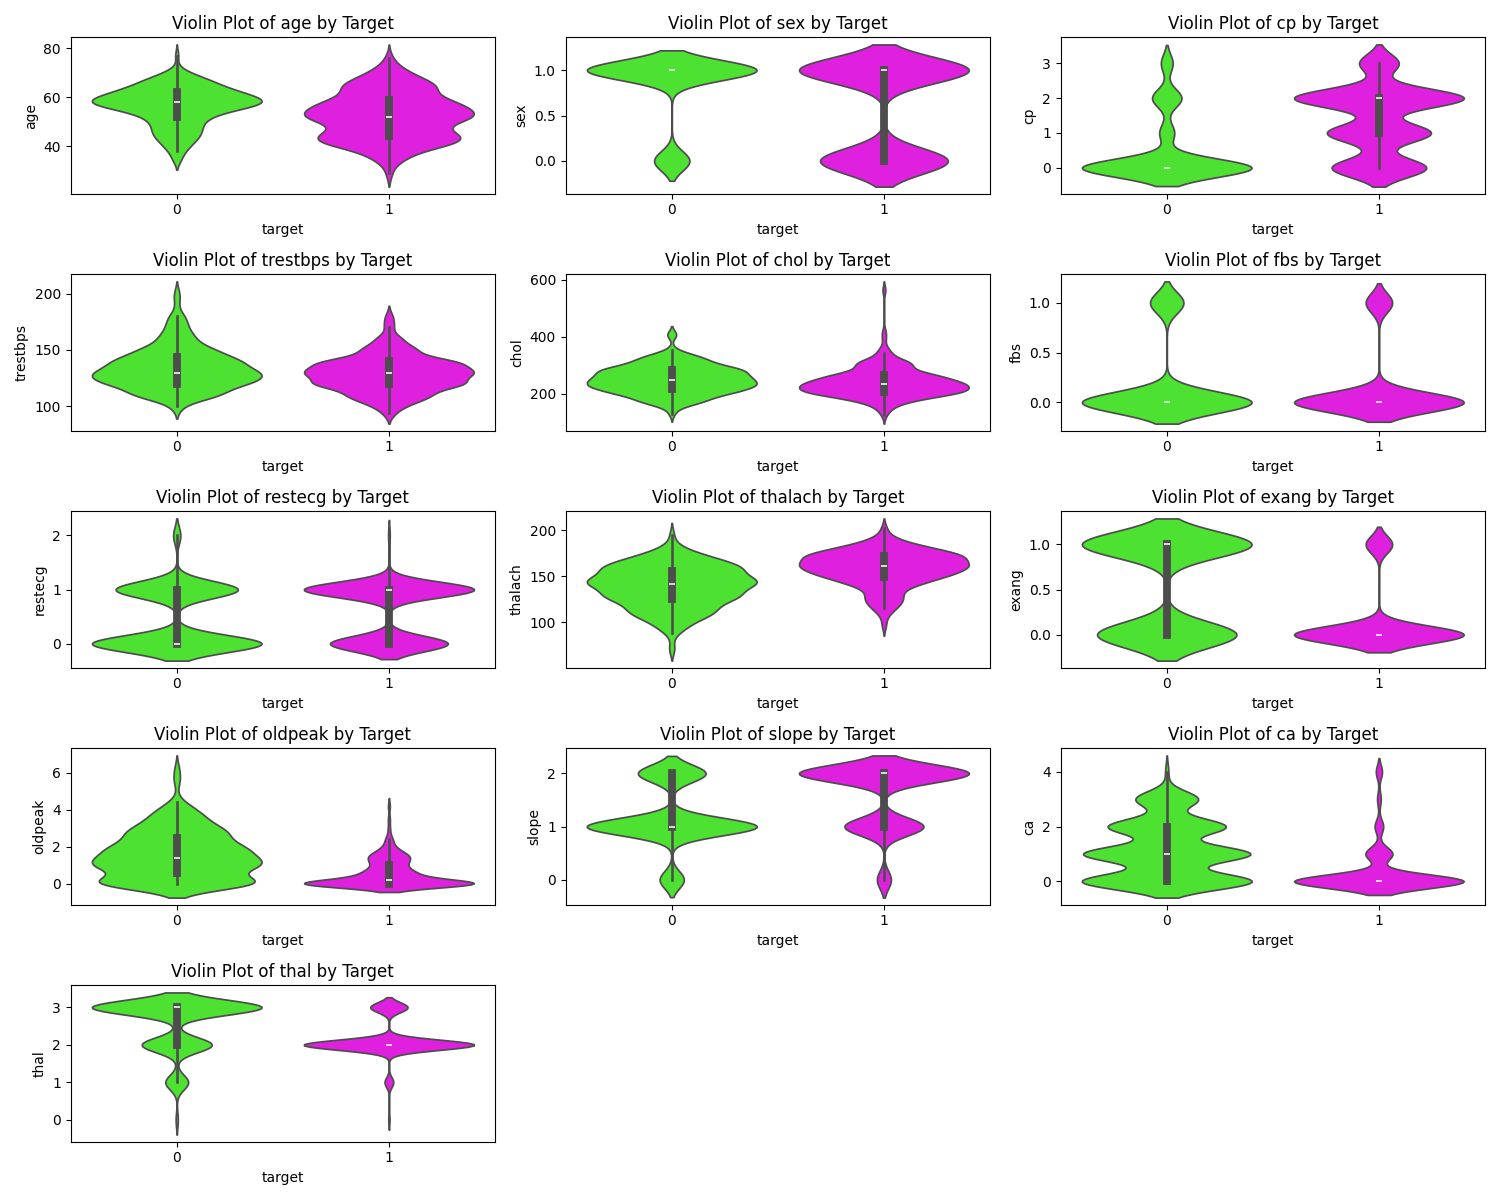 Violin Plot of age by Target
80
60
40
age
0 1
target
Violin Plot of sex by Target
1.0
0.5
0.0
sex
0 1
target
Violin Plot of cp by Target
3
2
1
0
cp
0 1
target
Violin Plot of trestbps by Target
200
150
100
trestbps
0 1
target
Violin Plot of chol by Target
600
400
200
chol
0 1
target
Violin Plot of fbs by Target
1.0
0.5
0.0
fbs
0 1
target
Violin Plot of restecg by Target
2
1
0
restecg
0 1
target
Violin Plot of thalach by Target
200
150
100
thalach
0 1
target
Violin Plot of exang by Target
1.0
0.5
0.0
exang
0 1
target
Violin Plot of oldpeak by Target
6
4
2
0
oldpeak
0 1
target
Violin Plot of slope by Target
2
1
0
slope
0 1
target
Violin Plot of ca by Target
4
2
0
ca
0 1
target
Violin Plot of thal by Target
3
2
1
0
thal
0 1
target